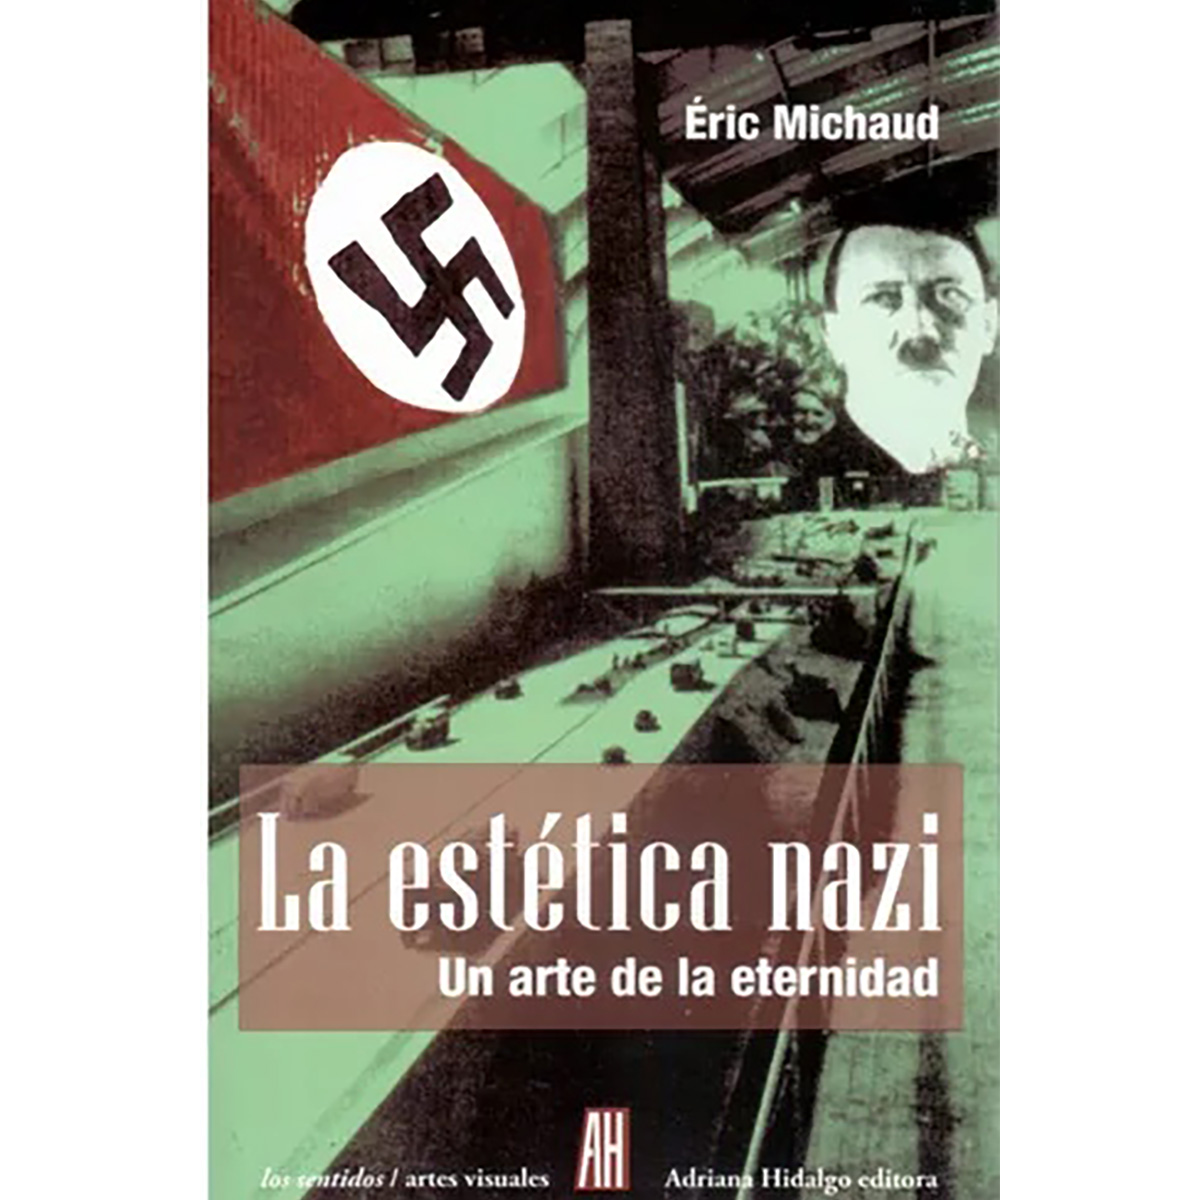 Éric Michaud
La estética nazi
Un arte de la eternidad
los sentidos / artes visuales
AH
Adriana Hidalgo editora